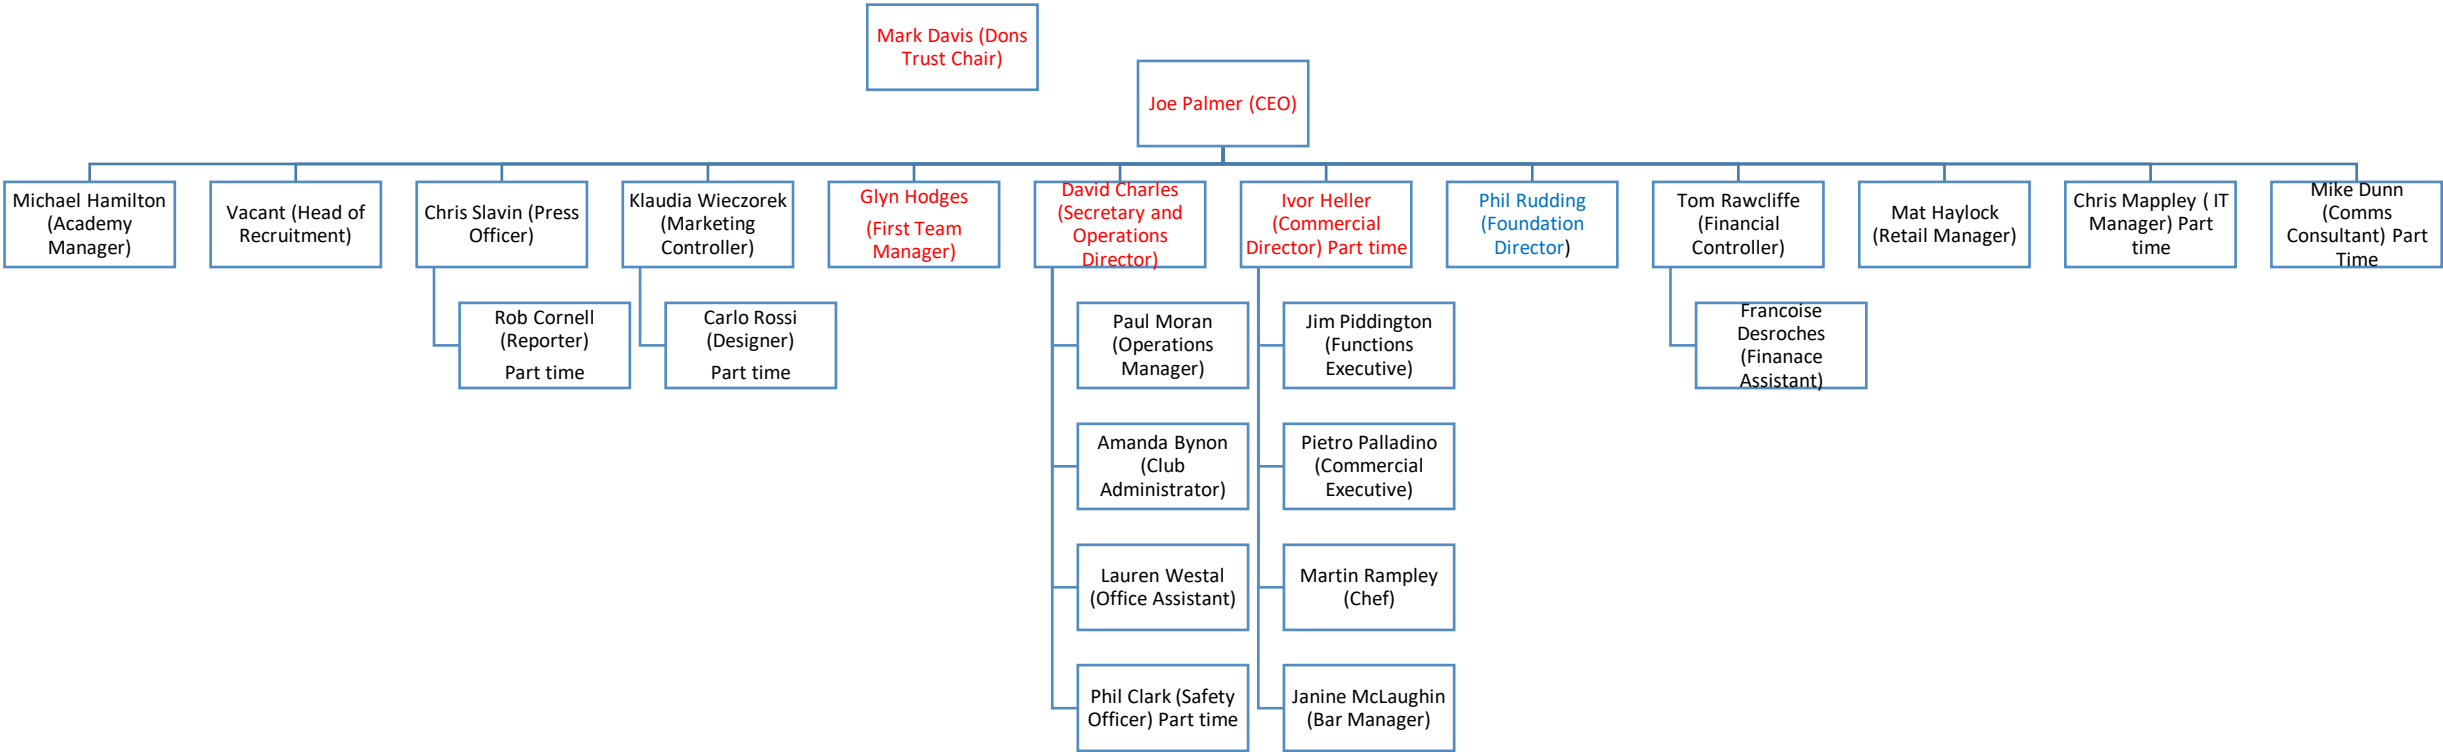 Mark Davis (Dons
Trust Chair)
Joe Palmer (CEO)
Michael Hamilton
(Academy
Manager)
Vacant (Head of
Recruitment)
Chris Slavin (Press
Officer)
Klaudia Wieczorek
(Marketing
Controller)
Glyn Hodges
(First Team
Manager)
David Charles
(Secretary and
Operations
Director)
Ivor Heller
(Commercial
Director) Part time
Phil Rudding
(Foundation
Director)
Tom Rawcliffe
(Financial
Controller)
Mat Haylock
(Retail Manager)
Chris Mappley ( IT
Manager) Part
time
Mike Dunn
(Comms
Consultant) Part
Time
Rob Cornell
(Reporter)
Part time
Carlo Rossi
(Designer)
Part time
Paul Moran
(Operations
Manager)
Jim Piddington
(Functions
Executive)
Francoise
Desroches
(Finanace
Assistant)
Amanda Bynon
(Club
Administrator)
Pietro Palladino
(Commercial
Executive)
Lauren Westal
(Office Assistant)
Martin Rampley
(Chef)
Phil Clark (Safety
Officer) Part time
Janine McLaughin
(Bar Manager)